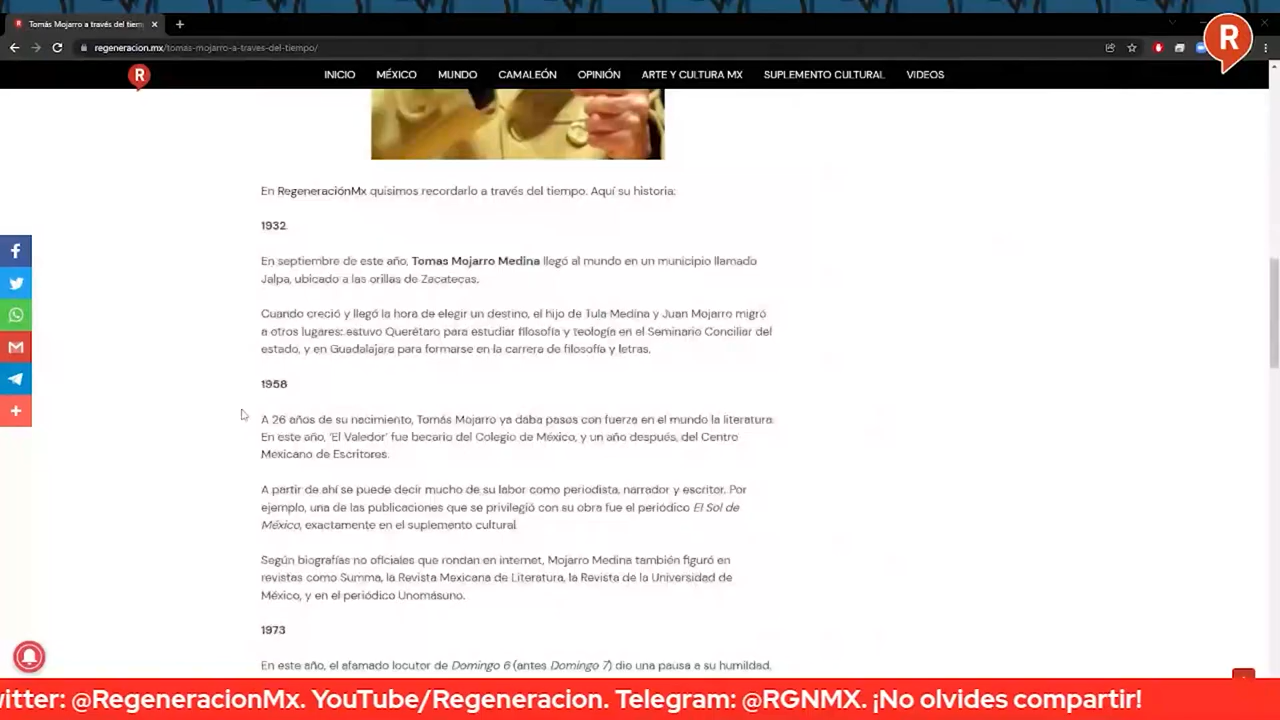 Tomás Mojarro a través del tiem
regeneracion.mx/tomas-mojarro-a-traves-del-tiempo/
R
R
INICIO MÉXICO MUNDO CAMALEÓN OPINIÓN ARTE Y CULTURA MX SUPLEMENTO CULTURAL VIDEOS
En RegeneraciónMx quisimos recordarlo a través del tiempo. Aquí su historia:
1932.
En septiembre de este año, Tomas Mojarro Medina llegó al mundo en un municipio llamado
Jalpa, ubicado a las orillas de Zacatecas.
Cuando creció y llegó la hora de elegir un destino, el hijo de Tula Medina y Juan Mojarro migró
a otros lugares: estuvo Querétaro para estudiar filosofía y teología en el Seminario Conciliar del
estado, y en Guadalajara para formarse en la carrera de filosofía y letras.
1958
A 26 años de su nacimiento, Tomás Mojarro ya daba pasos con fuerza en el mundo la literatura.
En este año, 'El Valedor' fue becario del Colegio de México, y un año después, del Centro
Mexicano de Escritores.
A partir de ahí se puede decir mucho de su labor como periodista, narrador y escritor. Por
ejemplo, una de las publicaciones que se privilegió con su obra fue el periódico El Sol de
México, exactamente en el suplemento cultural.
Según biografías no oficiales que rondan en internet, Mojarro Medina también figuró en
revistas como Summa, la Revista Mexicana de Literatura, la Revista de la Universidad de
México, y en el periódico Unomásuno.
1973
En este año, el afamado locutor de Domingo 6 (antes Domingo 7) dio una pausa a su humildad,
witter: @RegeneracionMx. YouTube/Regeneracion. Telegram: @RGNMX. ¡No olvides compartir!